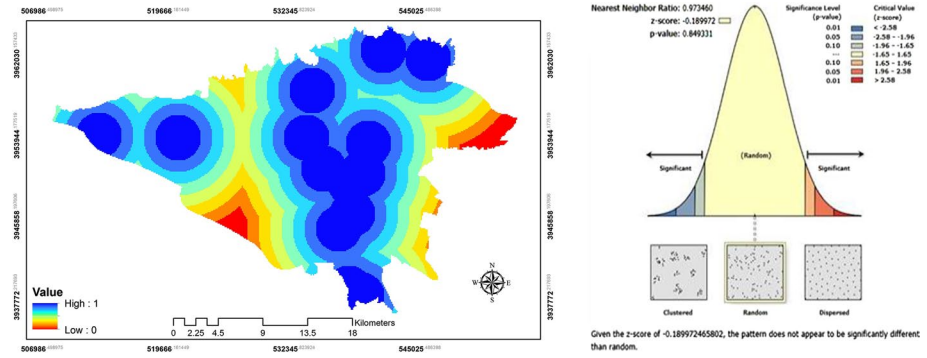 506986 519666 532345 545025
3962030
3953944
3945858
3937772
3962030
3953944
3945858
3937772
Value
High : 1
Low : 0
N
W E
S
Kilometers
0 2.25 4.5 9 13.5 18
506986 519666 532345 545025
Nearest Neighbor Ratio: 0.973460
z-score: -0.189972
p-value: 0.849331
Significance Level Critical Value
(p-value) (z-score)
0.01 < -2.58
0.05 -2.58 - -1.96
0.10 -1.96 - -1.65
--- -1.65 - 1.65
0.10 1.65 - 1.96
0.05 1.96 - 2.58
0.01 > 2.58
(Random)
Significant Significant
Clustered Random Dispersed
Given the z-score of -0.189972465802, the pattern does not appear to be significantly different
than random.